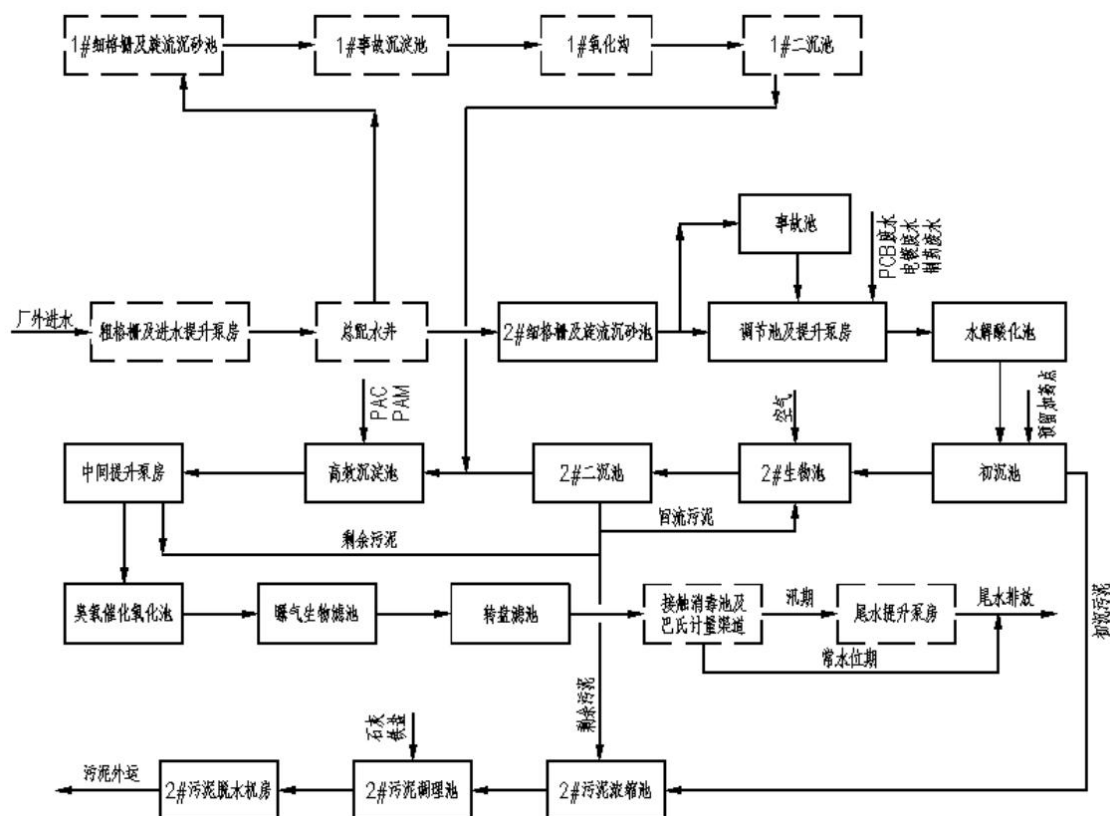 1#细格栅及旋流沉砂池
1#事故沉淀池
1#氧化沟
1#二沉池
事故池
PCB废水
电镀废水
制药废水
厂外进水
粗格栅及进水提升泵房
总配水井
2#细格栅及旋流沉砂池
调节池及提升泵房
水解酸化池
PAC
PAM
空气
预留加药点
中间提升泵房
高效沉淀池
2#二沉池
2#生物池
初沉池
剩余污泥
回流污泥
臭氧催化氧化池
曝气生物滤池
转盘滤池
接触消毒池及
巴氏计量渠道
汛期
尾水提升泵房
尾水排放
常水位期
初沉污泥
剩余污泥
石灰
铁盐
污泥外运
2#污泥脱水机房
2#污泥调理池
2#污泥浓缩池